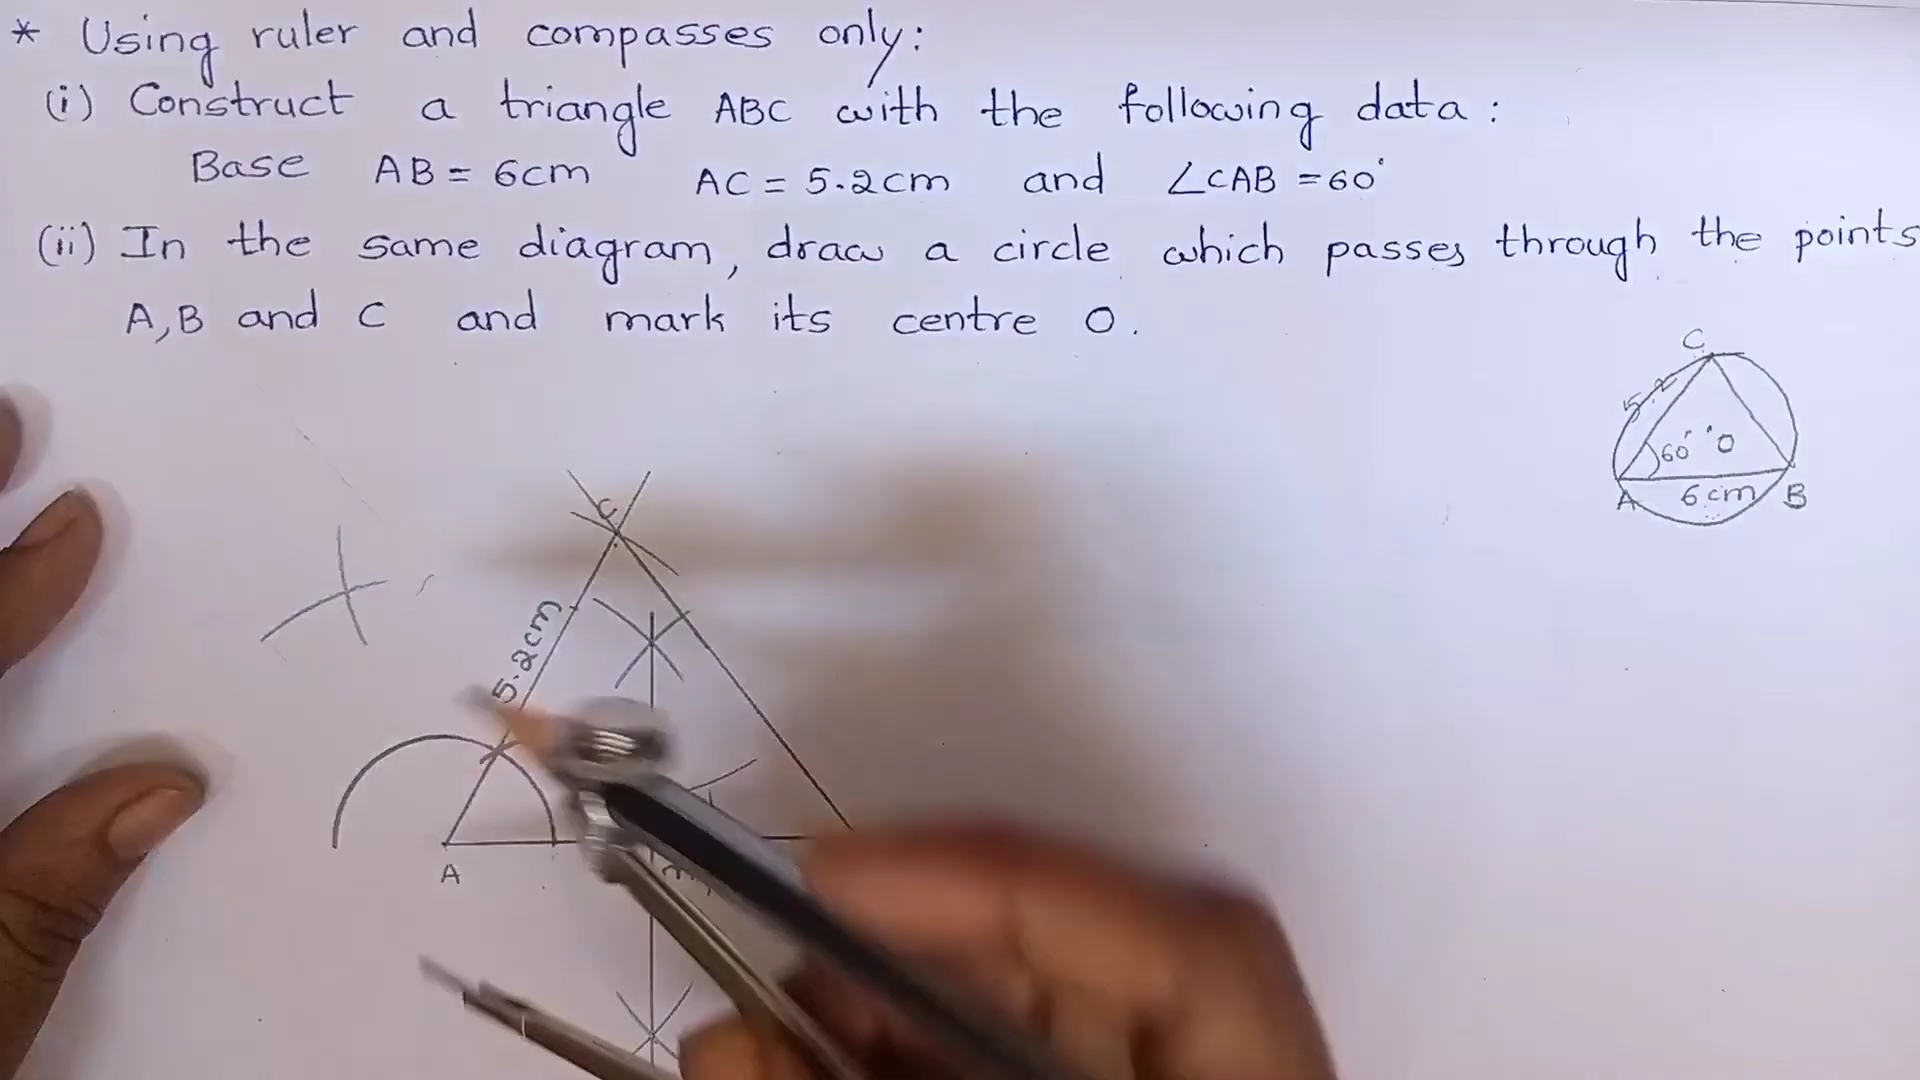 * Using ruler and compasses only:
(i) Construct a triangle ABC with the following data:
Base AB = 6cm AC = 5.2cm and ∠CAB = 60°
(ii) In the same diagram, draw a circle which passes through the points
A, B and C and mark its centre O.
C
5.2
60° O
A 6cm B
C
5.2cm
A